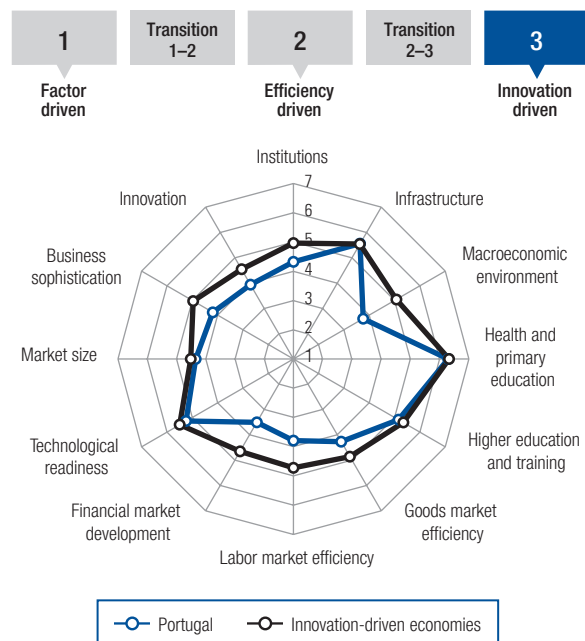 1
Transition
1–2
2
Transition
2–3
3
Factor
driven
Efficiency
driven
Innovation
driven
Institutions
Infrastructure
Macroeconomic
environment
Health and
primary
education
Higher education
and training
Goods market
efficiency
Labor market efficiency
Financial market
development
Technological
readiness
Market size
Business
sophistication
Innovation
7
6
5
4
3
2
1
Portugal
Innovation-driven economies